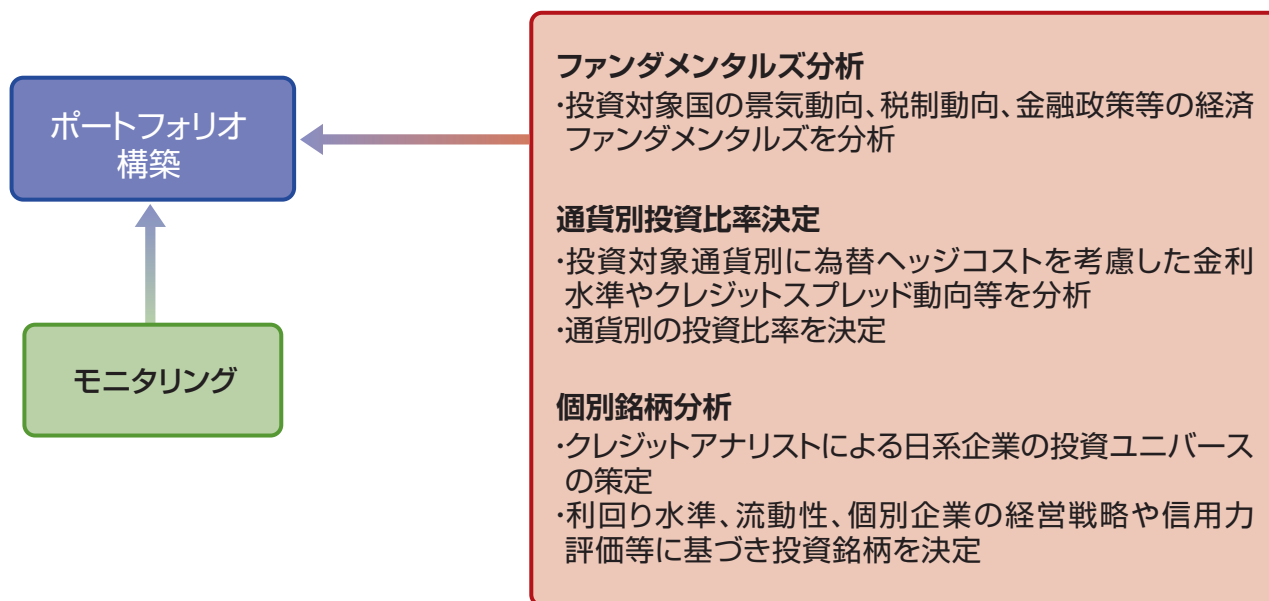 ポートフォリオ
構築
モニタリング
ファンダメンタルズ分析
・投資対象国の景気動向、税制動向、金融政策等の経済
ファンダメンタルズを分析
通貨別投資比率決定
・投資対象通貨別に為替ヘッジコストを考慮した金利
水準やクレジットスプレッド動向等を分析
・通貨別の投資比率を決定
個別銘柄分析
・クレジットアナリストによる日系企業の投資ユニバース
の策定
・利回り水準、流動性、個別企業の経営戦略や信用力
評価等に基づき投資銘柄を決定